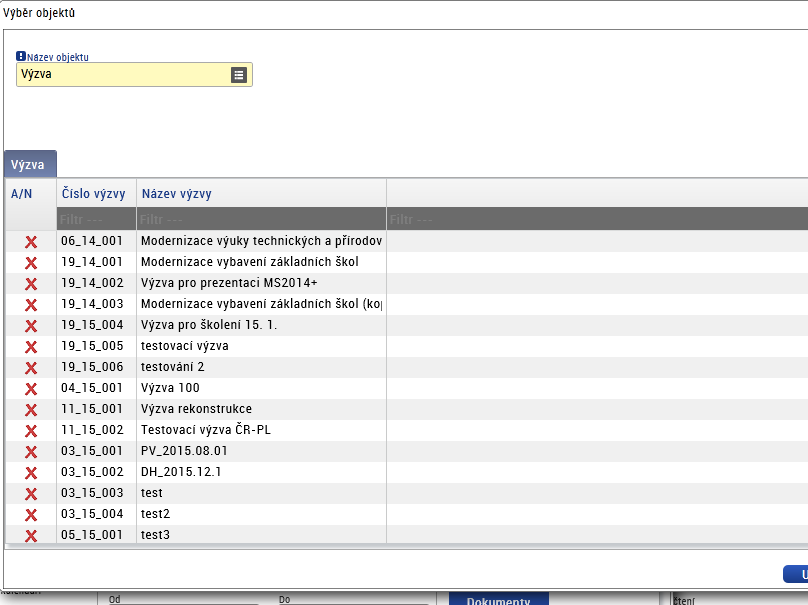 Výběr objektů
Název objektu
Výzva
Výzva
A/N Číslo výzvy Název výzvy
Filtr --- Filtr --- Filtr ---
06_14_001 Modernizace výuky technických a přírodov
19_14_001 Modernizace vybavení základních škol
19_14_002 Výzva pro prezentaci MS2014+
19_14_003 Modernizace vybavení základních škol (kop
19_15_004 Výzva pro školení 15. 1.
19_15_005 testovací výzva
19_15_006 testování 2
04_15_001 Výzva 100
11_15_001 Výzva rekonstrukce
11_15_002 Testovací výzva ČR-PL
03_15_001 PV_2015.08.01
03_15_002 DH_2015.12.1
03_15_003 test
03_15_004 test2
05_15_001 test3
U
Od Do Dokumenty čtení